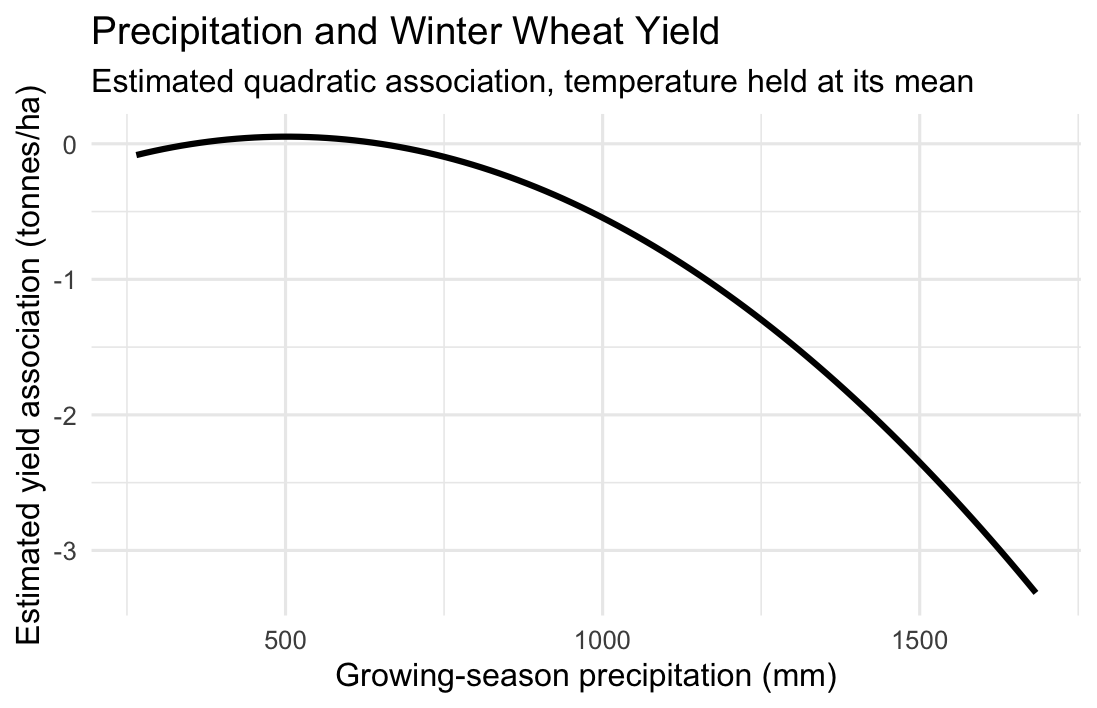 Precipitation and Winter Wheat Yield
Estimated quadratic association, temperature held at its mean
Estimated yield association (tonnes/ha)
0
-1
-2
-3
500
1000
1500
Growing-season precipitation (mm)